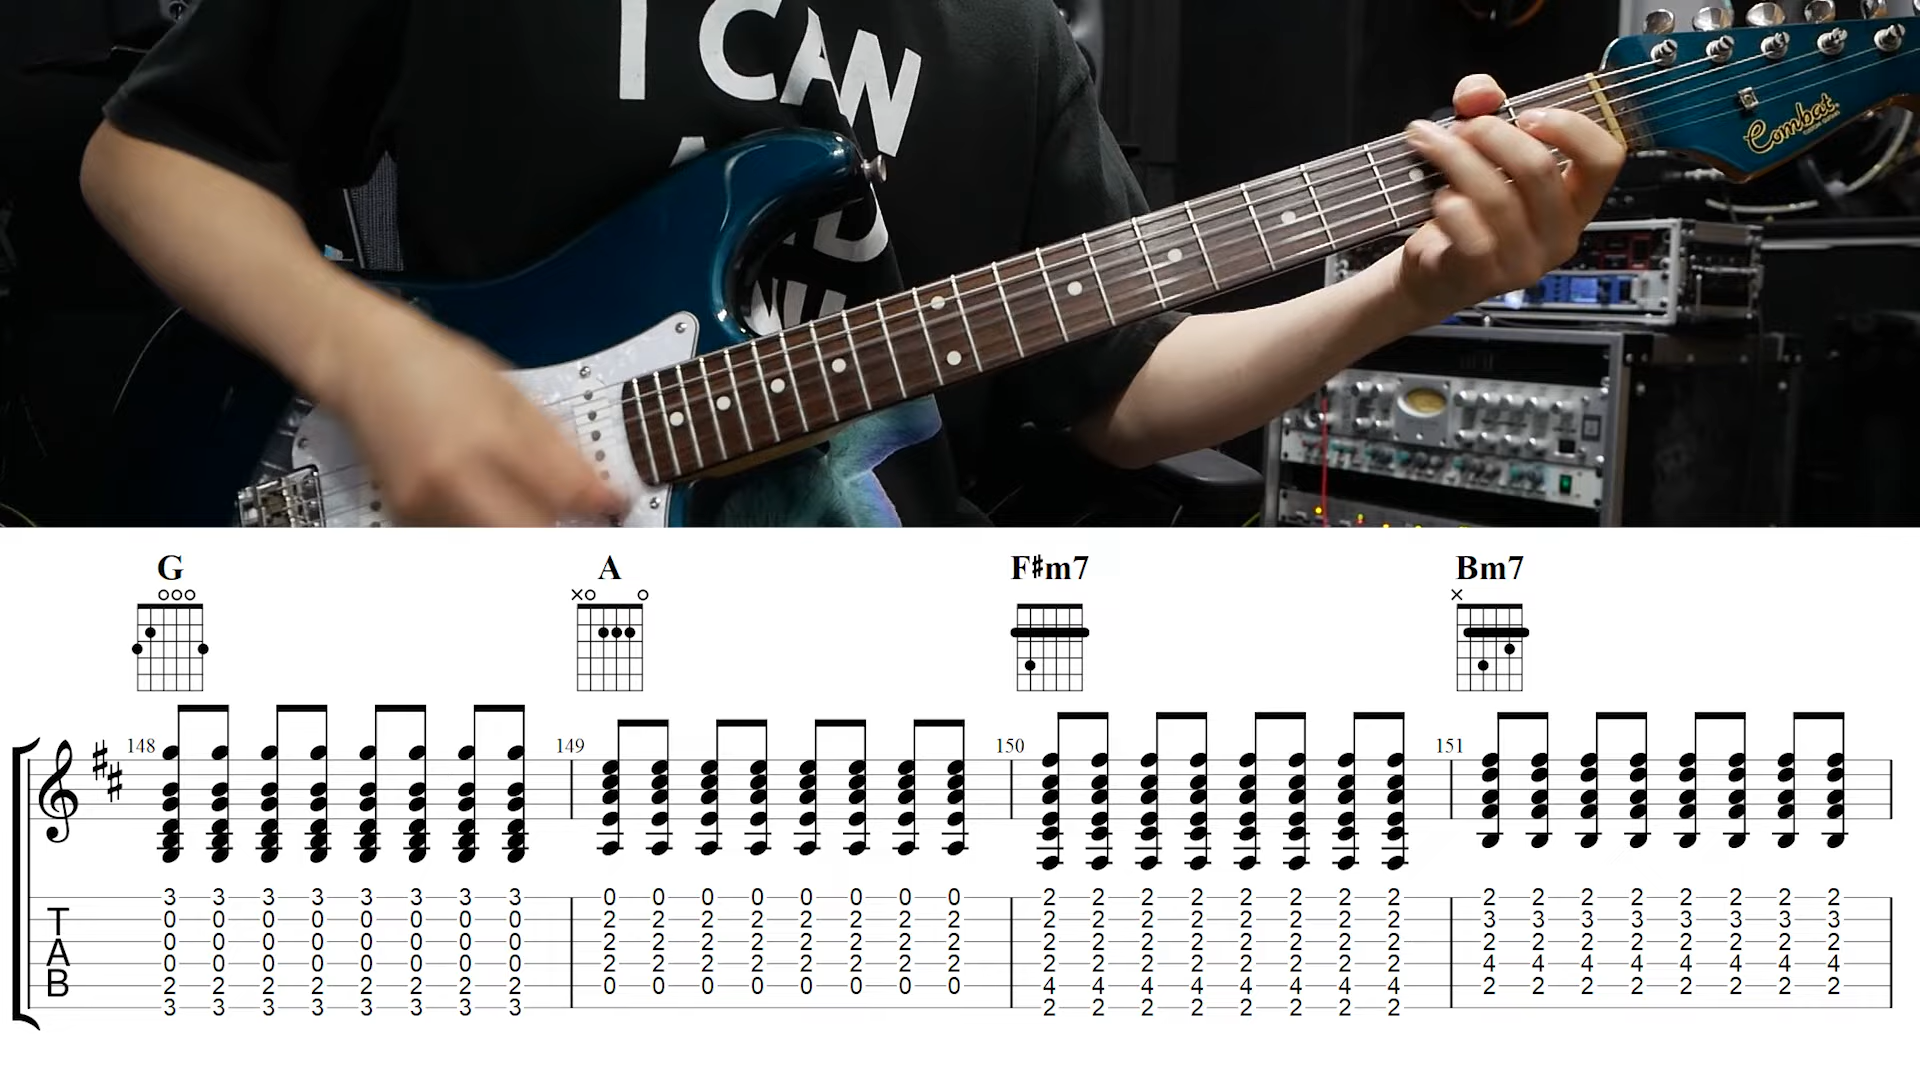 I CAN
Combat
G A F#m7 Bm7
ooo ×o o ×
148 149 150 151
3 3 3 3 3 3 3 3 0 0 0 0 0 0 0 0 2 2 2 2 2 2 2 2 2 2 2 2 2 2 2 2
T 0 0 0 0 0 0 0 0 2 2 2 2 2 2 2 2 2 2 2 2 2 2 2 2 3 3 3 3 3 3 3 3
A 0 0 0 0 0 0 0 0 2 2 2 2 2 2 2 2 2 2 2 2 2 2 2 2 2 2 2 2 2 2 2 2
0 0 0 0 0 0 0 0 2 2 2 2 2 2 2 2 2 2 2 2 2 2 2 2 4 4 4 4 4 4 4 4
B 2 2 2 2 2 2 2 2 0 0 0 0 0 0 0 0 4 4 4 4 4 4 4 4 2 2 2 2 2 2 2 2
3 3 3 3 3 3 3 3 2 2 2 2 2 2 2 2